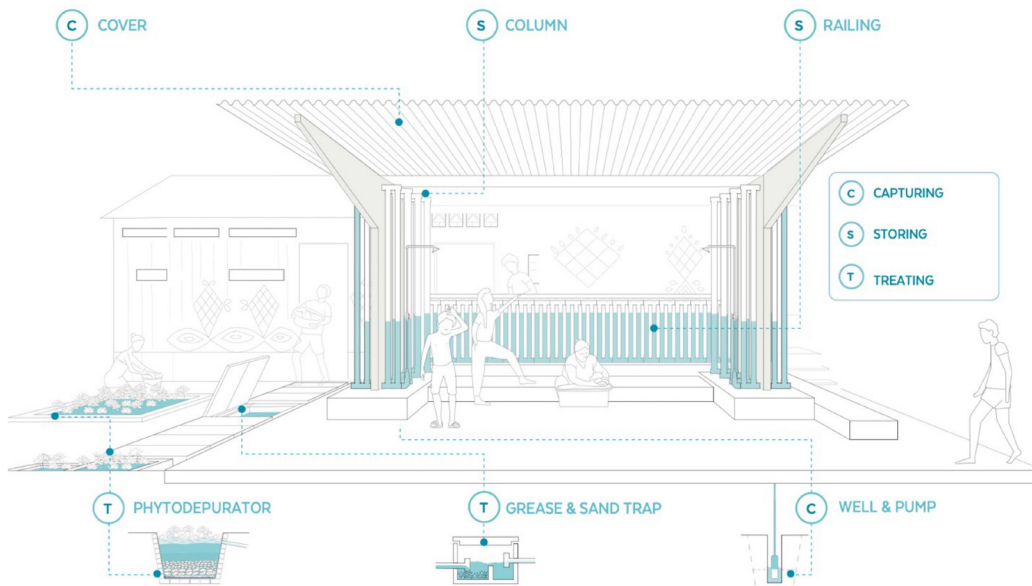 C COVER
S COLUMN
S RAILING
C CAPTURING
S STORING
T TREATING
T PHYTODEPURATOR
T GREASE & SAND TRAP
C WELL & PUMP